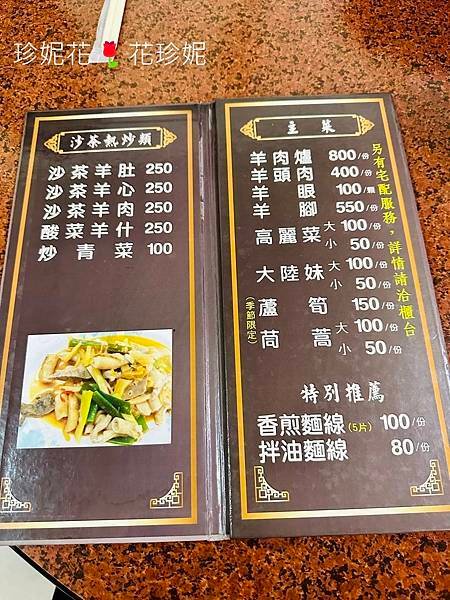 珍妮花🌷花珍妮
沙茶熱炒類
沙茶羊肚 250
沙茶羊心 250
沙茶羊肉 250
酸菜羊什 250
炒青菜 100
主菜
羊肉爐 800/份
羊頭肉 400/份
羊眼 100/顆
羊腳 550/份
高麗菜 大 100/份
小 50/份
大陸妹 大 100/份
小 50/份
蘆筍 150/份
(季節限定)
茼蒿 大 100/份
小 50/份
另有宅配服務，詳情請洽櫃台
特別推薦
香煎麵線(5片) 100/份
拌油麵線 80/份